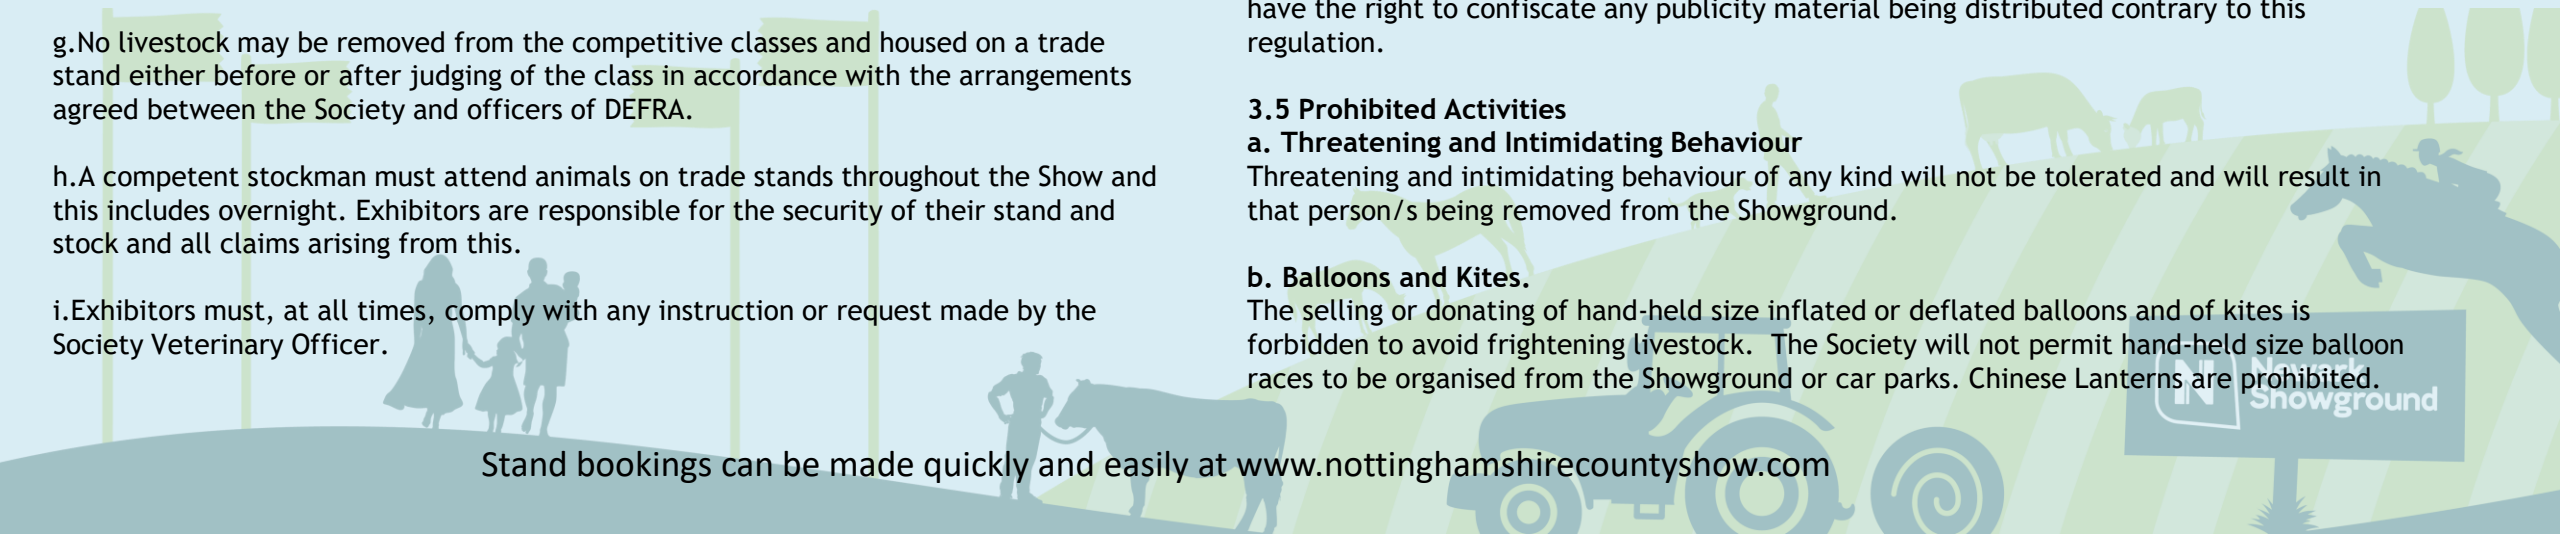 g.No livestock may be removed from the competitive classes and housed on a trade
stand either before or after judging of the class in accordance with the arrangements
agreed between the Society and officers of DEFRA.
h.A competent stockman must attend animals on trade stands throughout the Show and
this includes overnight. Exhibitors are responsible for the security of their stand and
stock and all claims arising from this.
i.Exhibitors must, at all times, comply with any instruction or request made by the
Society Veterinary Officer.
have the right to confiscate any publicity material being distributed contrary to this
regulation.
3.5 Prohibited Activities
a. Threatening and Intimidating Behaviour
Threatening and intimidating behaviour of any kind will not be tolerated and will result in
that person/s being removed from the Showground.
b. Balloons and Kites.
The selling or donating of hand-held size inflated or deflated balloons and of kites is
forbidden to avoid frightening livestock.  The Society will not permit hand-held size balloon
races to be organised from the Showground or car parks. Chinese Lanterns are prohibited.
N Newark
Showground
Stand bookings can be made quickly and easily at www.nottinghamshirecountyshow.com